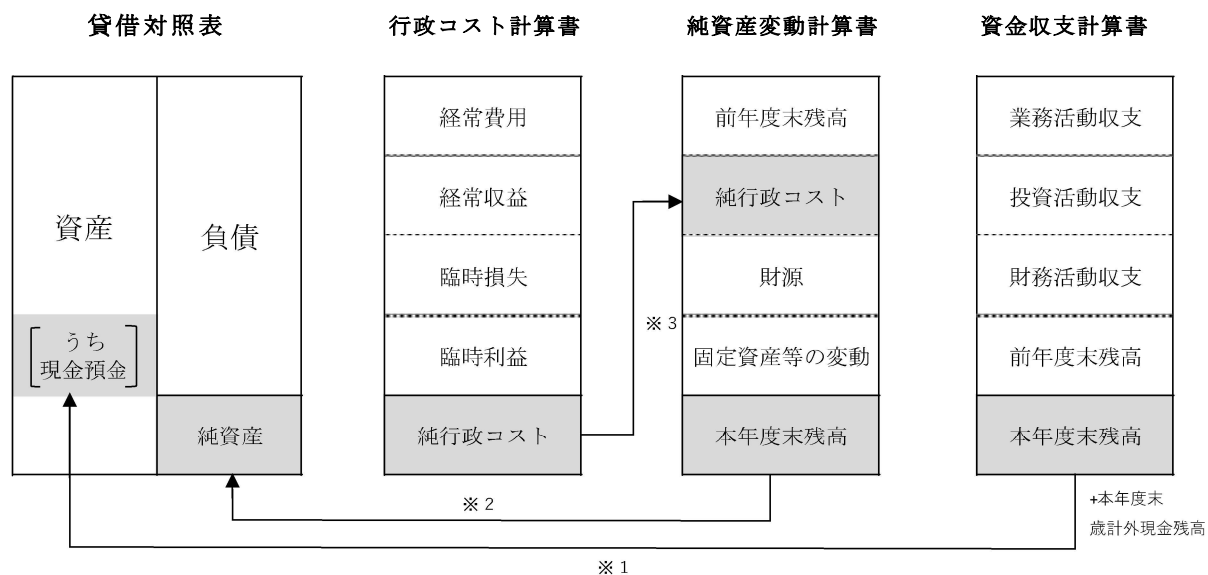 貸借対照表
資産
うち
現金預金
負債
純資産
行政コスト計算書
経常費用
経常収益
臨時損失
臨時利益
純行政コスト
純資産変動計算書
前年度末残高
純行政コスト
財源
固定資産等の変動
本年度末残高
資金収支計算書
業務活動収支
投資活動収支
財務活動収支
前年度末残高
本年度末残高
※3
※2
+本年度末
歳計外現金残高
※1